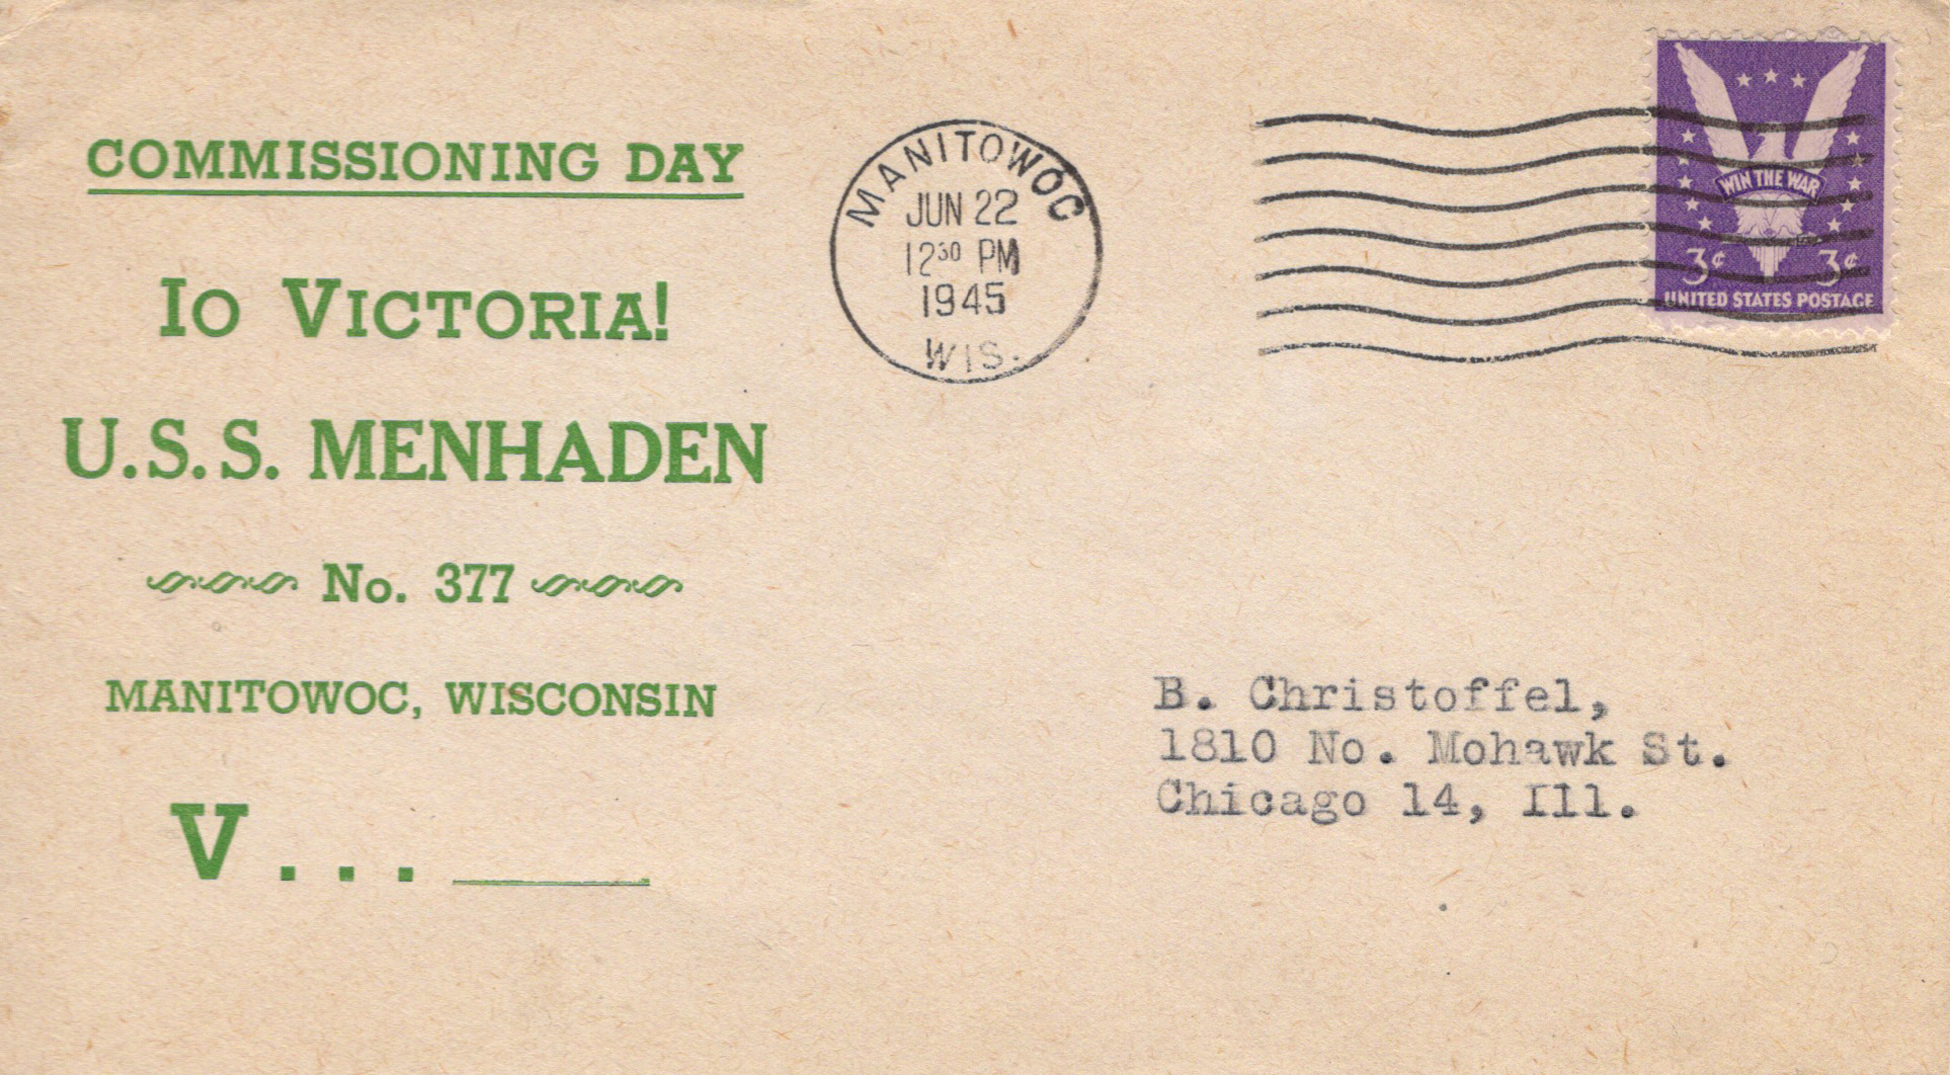 COMMISSIONING DAY
Io VICTORIA!
U.S.S. MENHADEN
No. 377
MANITOWOC, WISCONSIN
V...___
MANITOWOC
JUN 22
12³⁰ PM
1945
WIS.
WIN THE WAR
3¢ 3¢
UNITED STATES POSTAGE
B. Christoffel,
1810 No. Mohawk St.
Chicago 14, Ill.